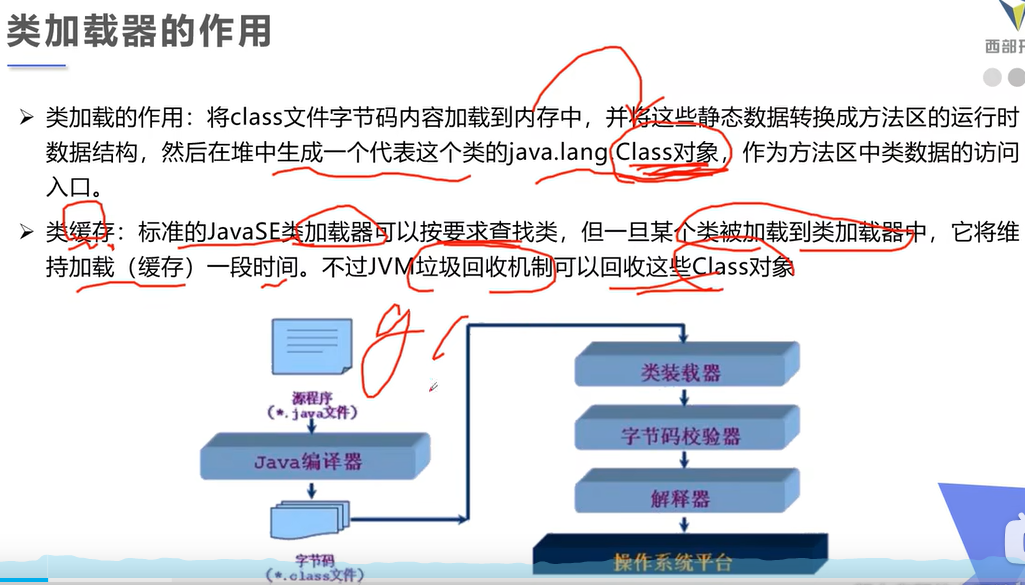 类加载器的作用
西部开
➢ 类加载的作用：将class文件字节码内容加载到内存中，并将这些静态数据转换成方法区的运行时
数据结构，然后在堆中生成一个代表这个类的java.lang.Class对象，作为方法区中类数据的访问
入口。
➢ 类缓存：标准的JavaSE类加载器可以按要求查找类，但一旦某个类被加载到类加载器中，它将维
持加载（缓存）一段时间。不过JVM垃圾回收机制可以回收这些Class对象
源程序
（*.java文件）
Java编译器
字节码
（*.class文件）
类装载器
字节码校验器
解释器
操作系统平台